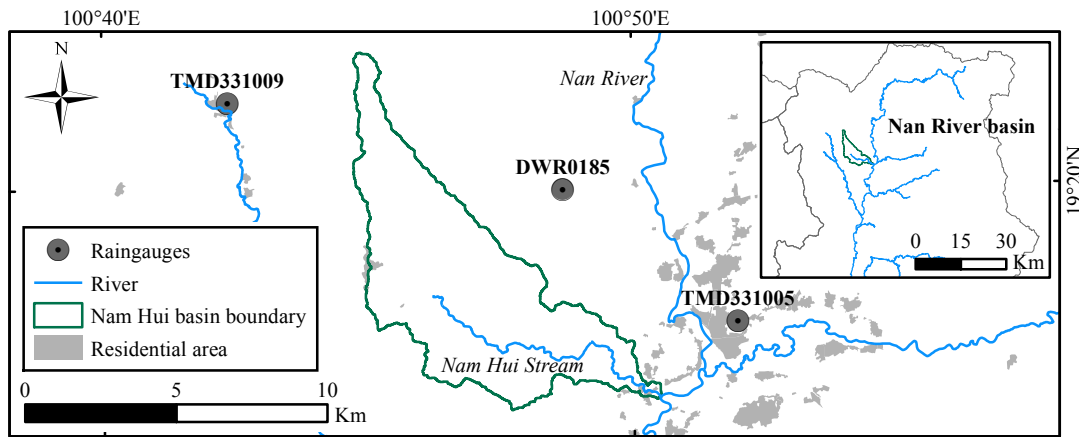 100°40'E
100°50'E
N
TMD331009
Nan River
Nan River basin
0 15 30
Km
DWR0185
19°20'N
Raingauges
River
Nam Hui basin boundary
Residential area
TMD331005
Nam Hui Stream
0 5 10
Km